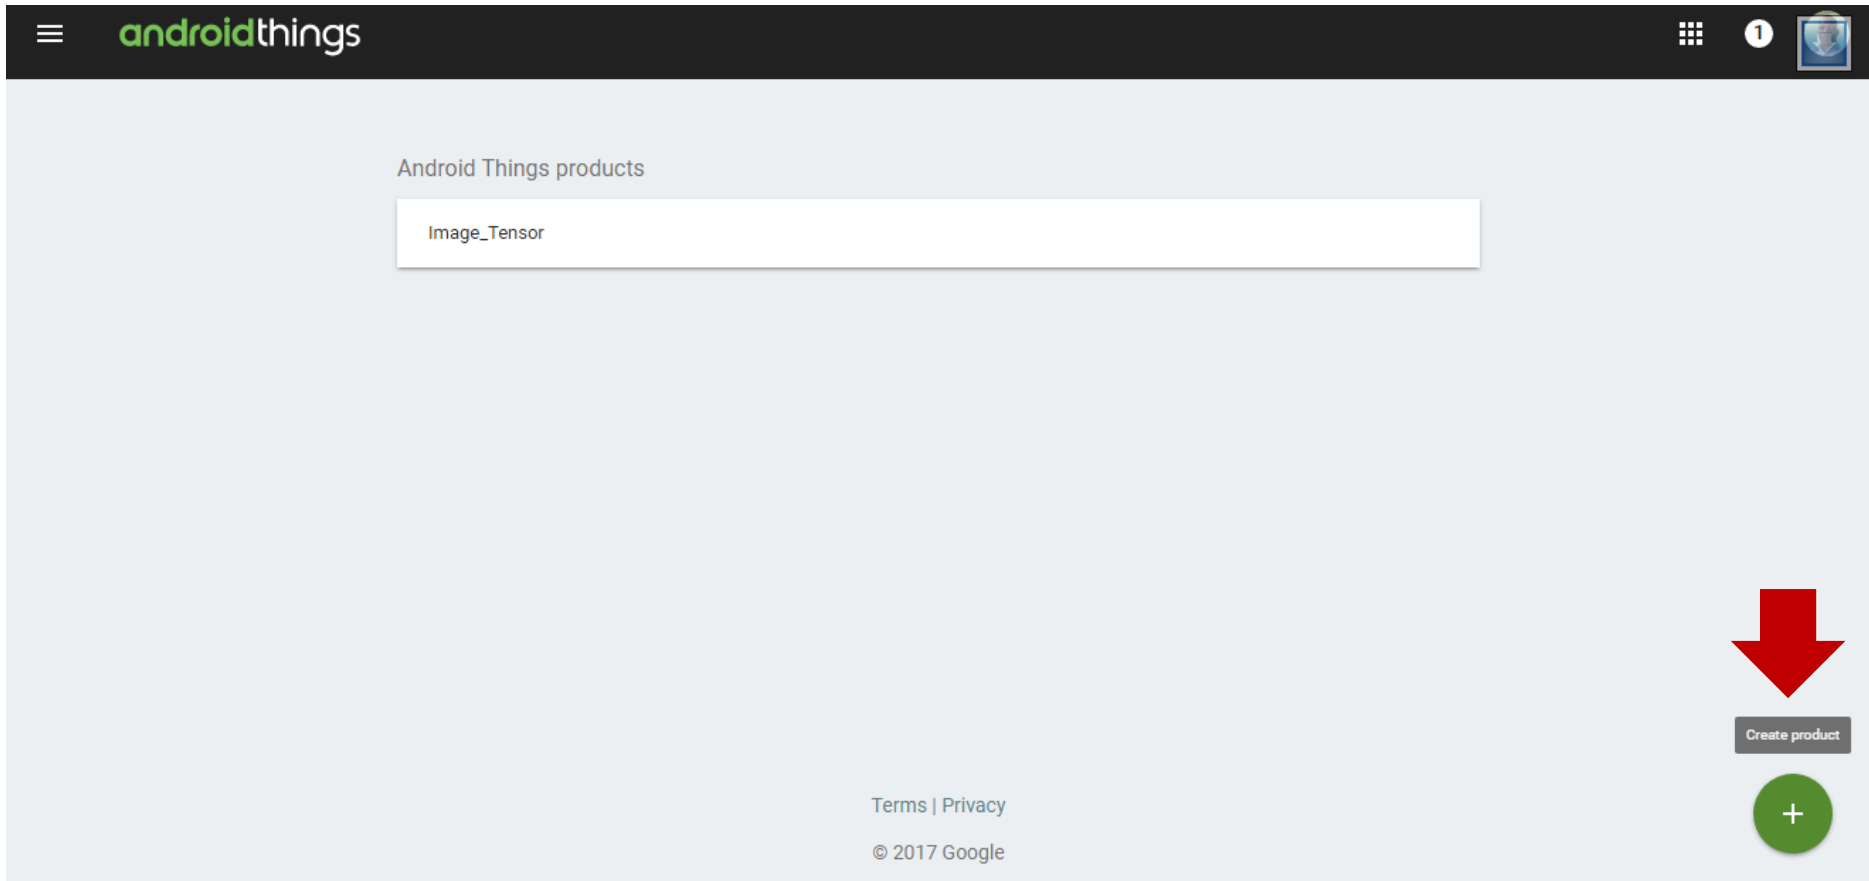 androidthings
1
Android Things products
Image_Tensor
Create product
+
Terms | Privacy
© 2017 Google